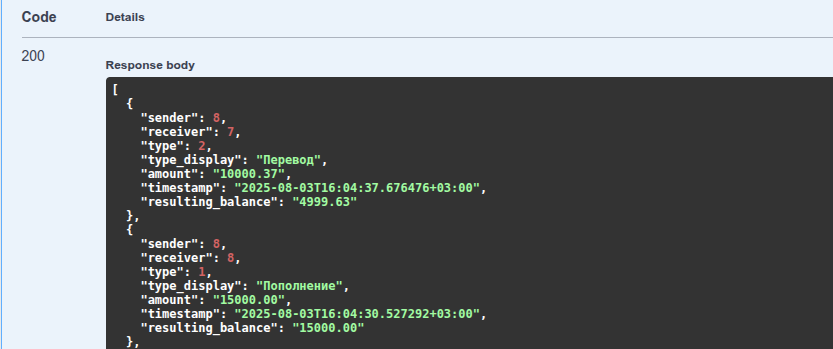 Code Details
200
Response body
[
{
"sender": 8,
"receiver": 7,
"type": 2,
"type_display": "Перевод",
"amount": "10000.37",
"timestamp": "2025-08-03T16:04:37.676476+03:00",
"resulting_balance": "4999.63"
},
{
"sender": 8,
"receiver": 8,
"type": 1,
"type_display": "Пополнение",
"amount": "15000.00",
"timestamp": "2025-08-03T16:04:30.527292+03:00",
"resulting_balance": "15000.00"
},